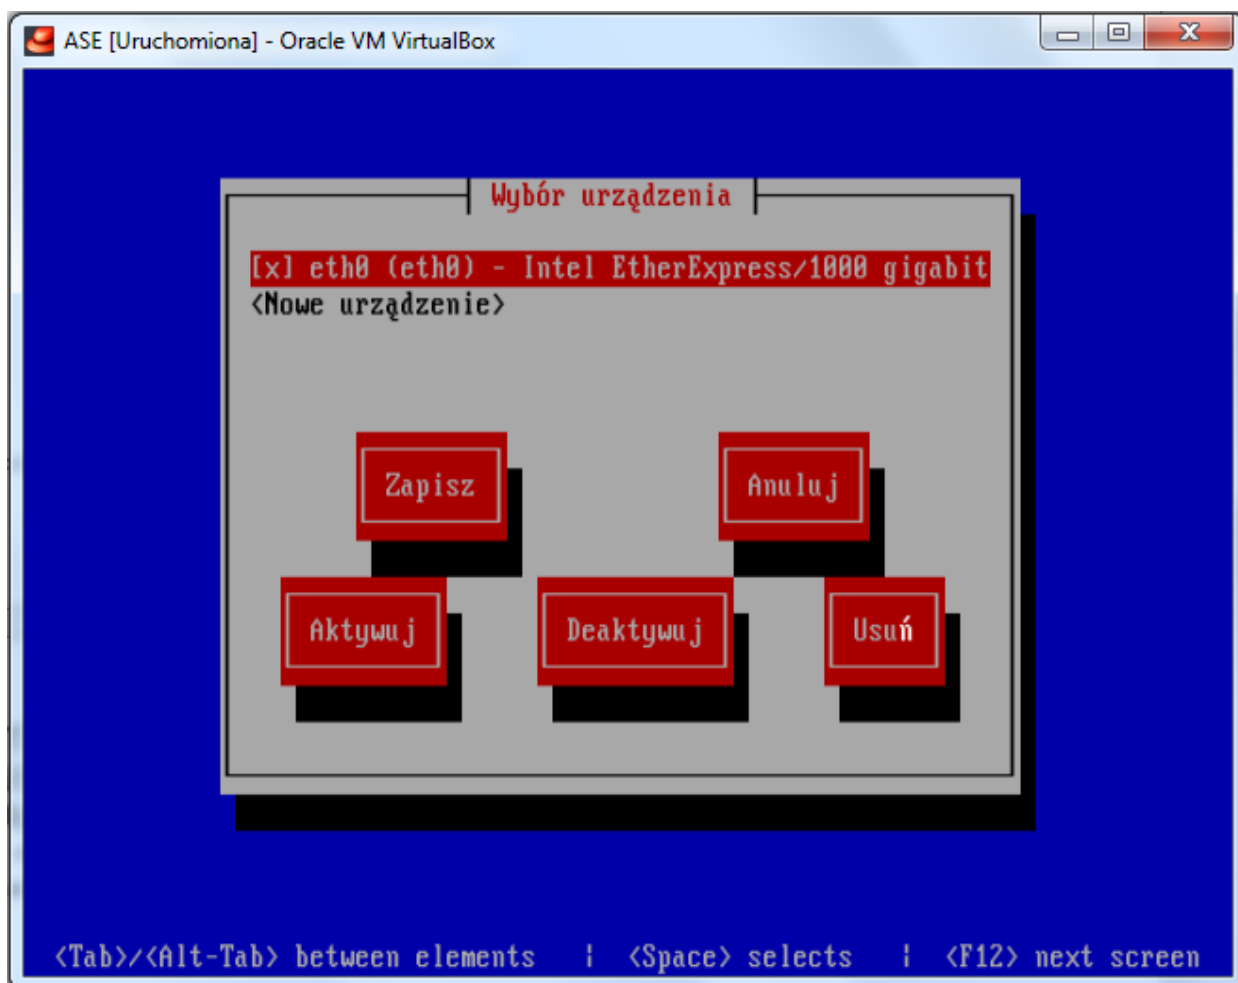 ASE [Uruchomiona] - Oracle VM VirtualBox
Wybór urządzenia
[x] eth0 (eth0) - Intel EtherExpress/1000 gigabit
<Nowe urządzenie>
Zapisz Anuluj
Aktywuj Deaktywuj Usuń
<Tab>/<Alt-Tab> between elements | <Space> selects | <F12> next screen